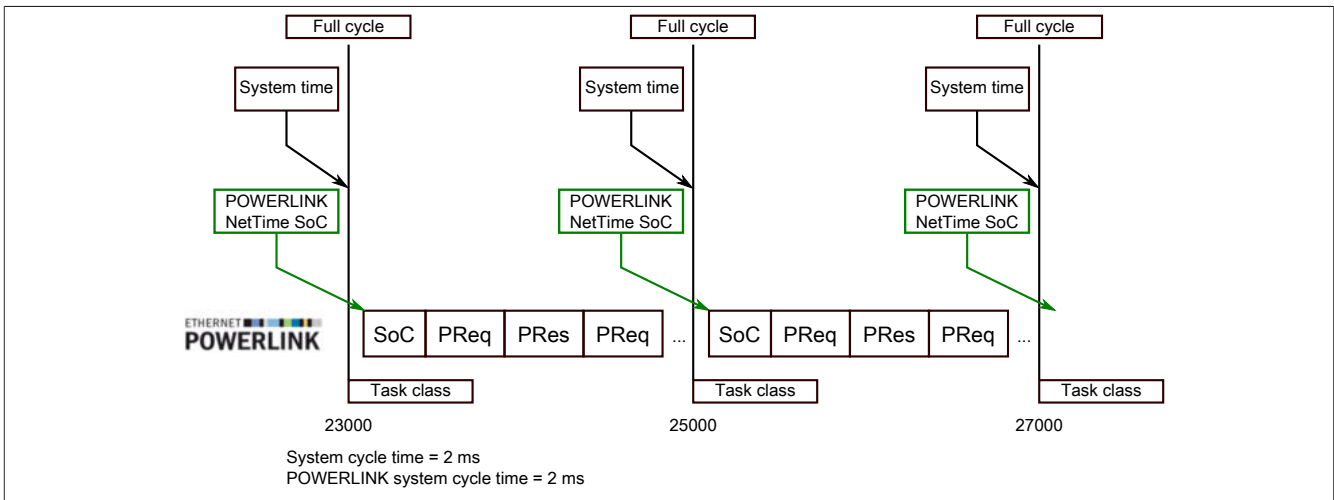 Full cycle
Full cycle
Full cycle
System time
System time
System time
POWERLINK
NetTime SoC
POWERLINK
NetTime SoC
POWERLINK
NetTime SoC
ETHERNET
POWERLINK
SoC PReq PRes PReq ... SoC PReq PRes PReq ...
Task class
Task class
Task class
23000 25000 27000
System cycle time = 2 ms
POWERLINK system cycle time = 2 ms